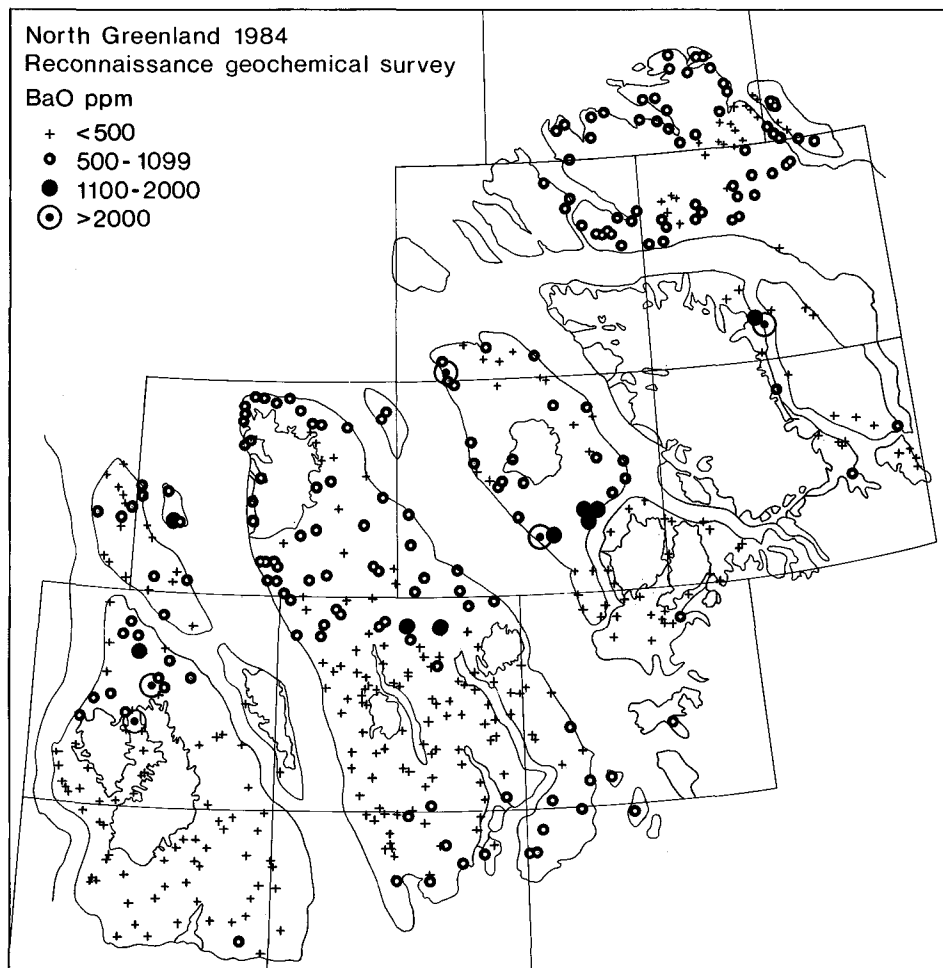 North Greenland 1984
Reconnaissance geochemical survey
BaO ppm
+ <500
500-1099
1100-2000
>2000